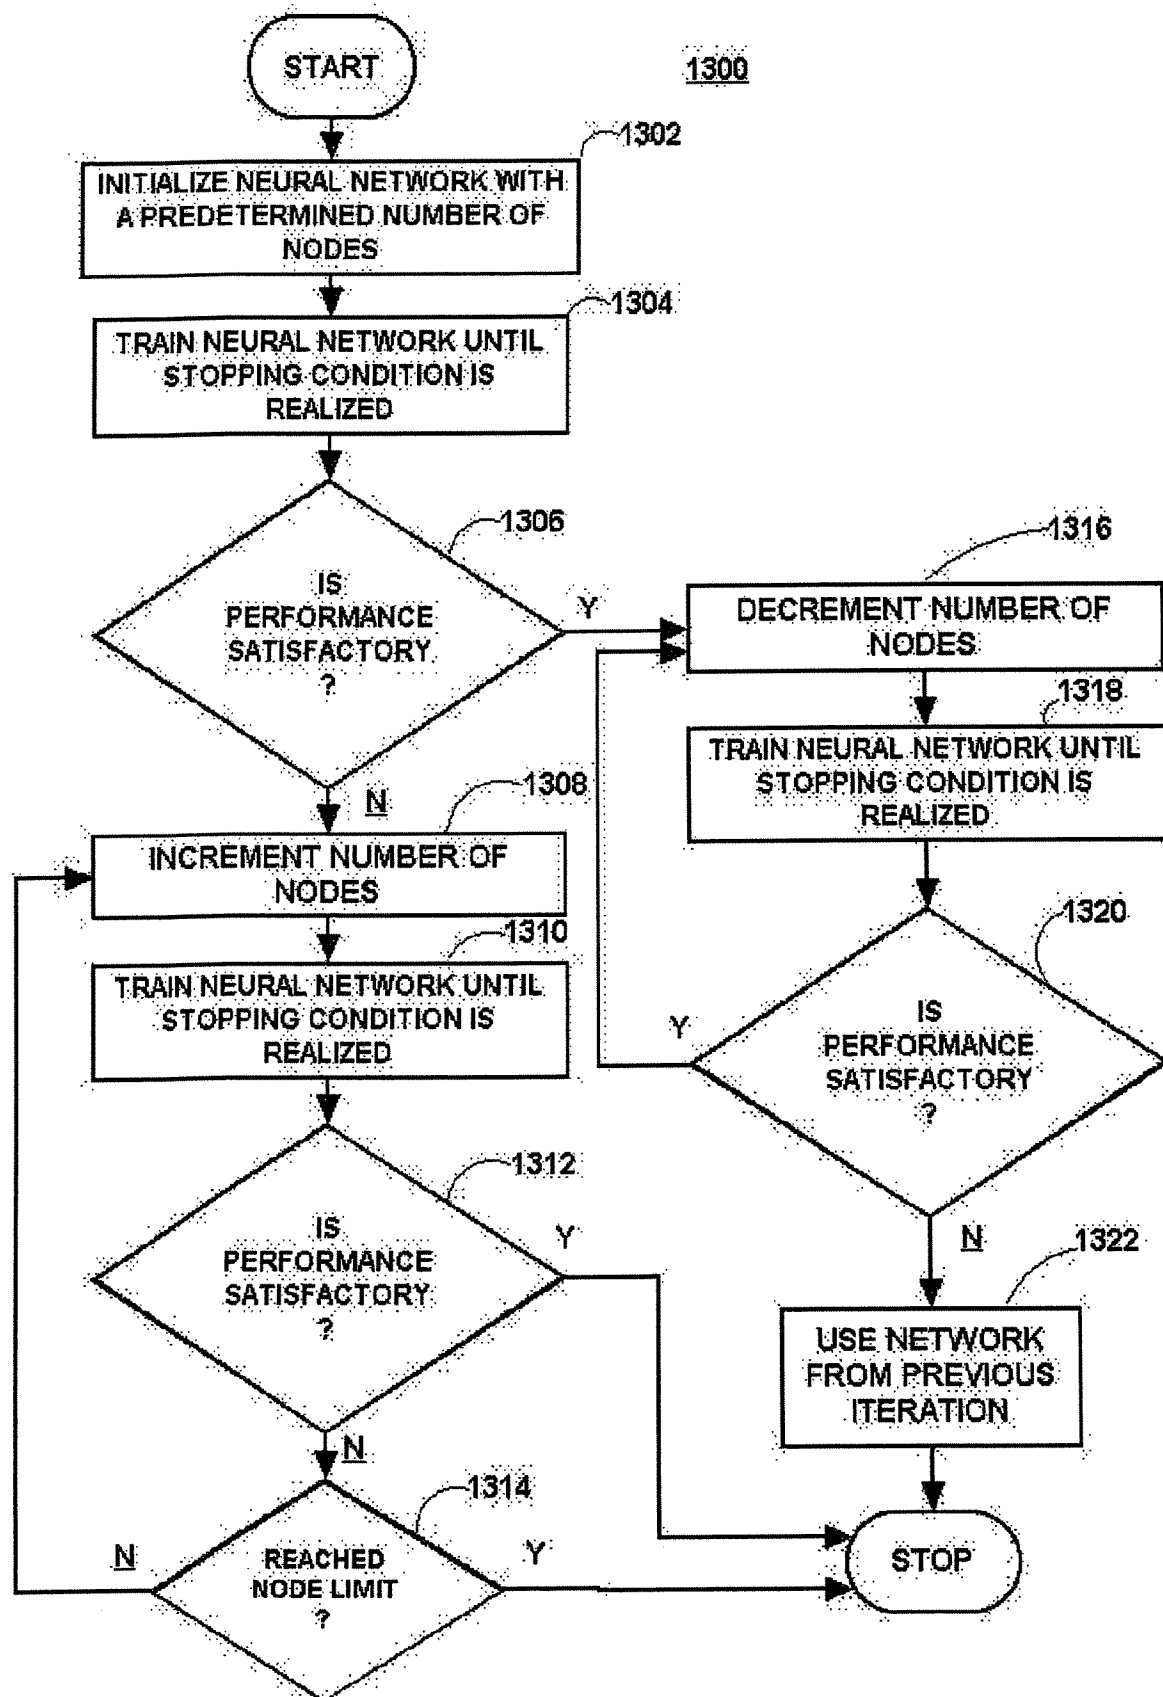 START
1300
1302
INITIALIZE NEURAL NETWORK WITH
A PREDETERMINED NUMBER OF
NODES
1304
TRAIN NEURAL NETWORK UNTIL
STOPPING CONDITION IS
REALIZED
1306
IS
PERFORMANCE
SATISFACTORY
?
Y
N
1308
INCREMENT NUMBER OF
NODES
1310
TRAIN NEURAL NETWORK UNTIL
STOPPING CONDITION IS
REALIZED
1312
IS
PERFORMANCE
SATISFACTORY
?
Y
N
1314
REACHED
NODE LIMIT
?
N
Y
1316
DECREMENT NUMBER OF
NODES
1318
TRAIN NEURAL NETWORK UNTIL
STOPPING CONDITION IS
REALIZED
1320
IS
PERFORMANCE
SATISFACTORY
?
Y
N
1322
USE NETWORK
FROM PREVIOUS
ITERATION
STOP